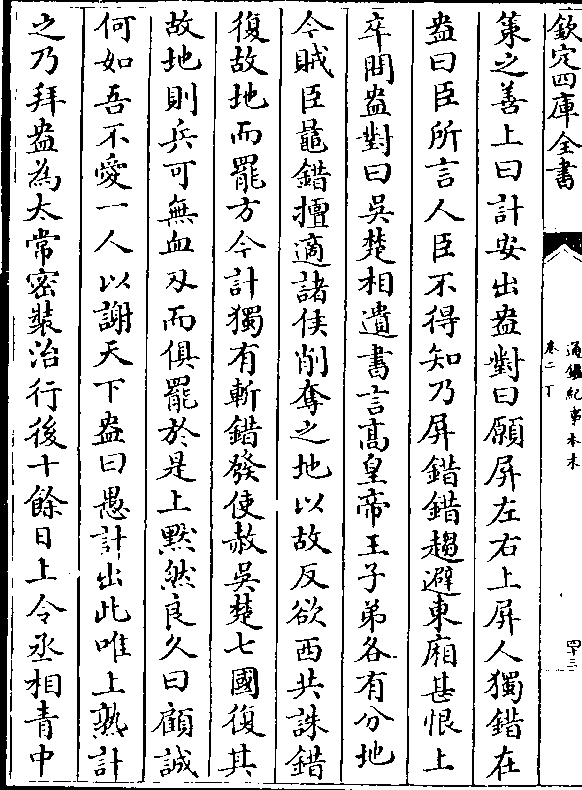 欽定四庫全書
通鑑紀事本末
卷二下
四十三
策之善上曰計安出盎對曰願屏左右上屏人獨錯在
盎曰臣所言人臣不得知乃屏錯錯趨避東廂甚恨上
卒問盎對曰吳楚相遺書言髙皇帝王子弟各有分地
今賊臣鼂錯擅適諸侯削奪之地以故反欲西共誅錯
復故地而罷方今計獨有斬錯發使赦吳楚七國復其
故地則兵可無血刃而俱罷於是上默然良久曰顧誠
何如吾不愛一人以謝天下盎曰愚計出此唯上熟計
之乃拜盎為太常密裝治行後十餘日上令丞相青中